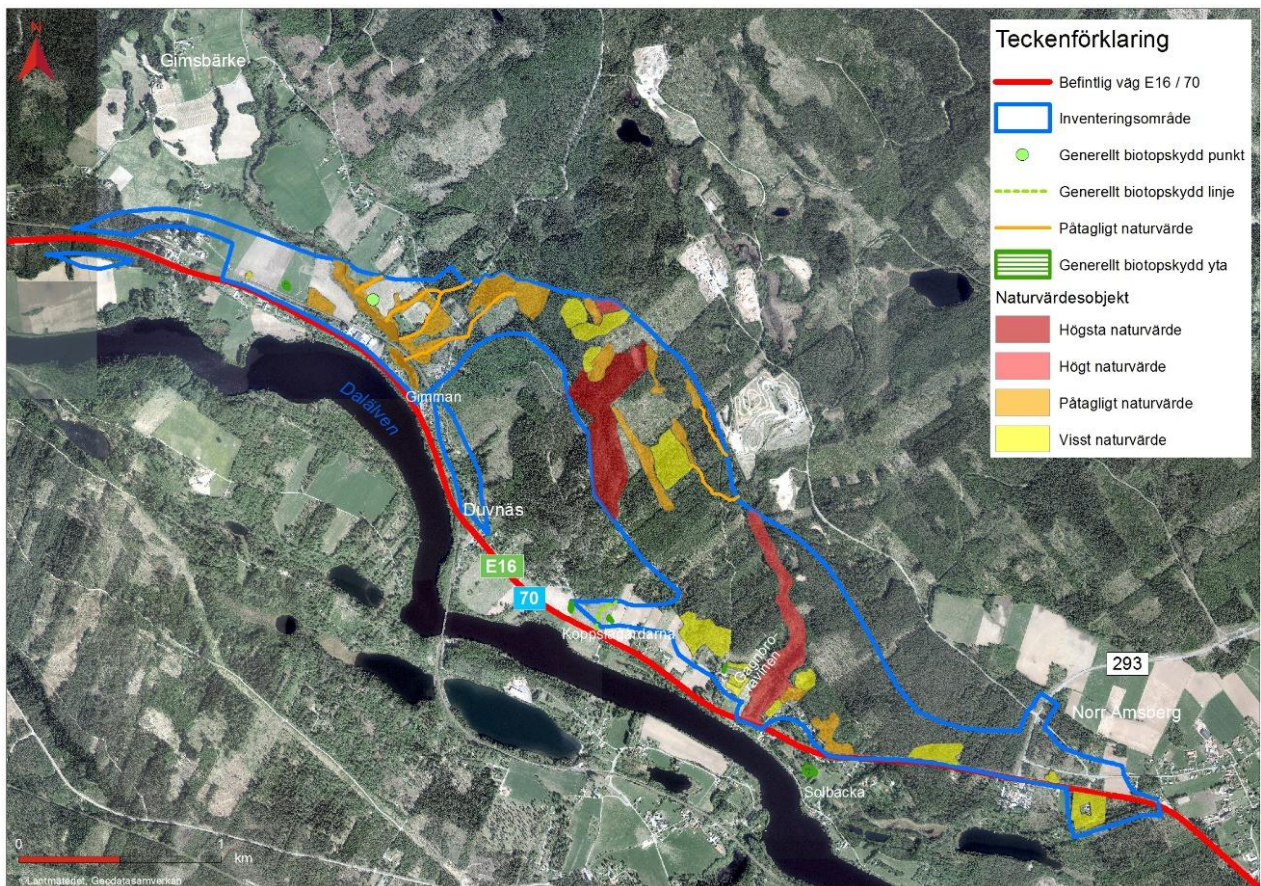 N
Gimsbärke
Dalälven
Gimman
Duvnäs
E16
70
Koppslagardarna
Gagnbro-
ravinen
Solbacka
293
Norr Amsberg
0 1
km
©Lantmäteriet, Geodatasamverkan
Teckenförklaring
Befintlig väg E16 / 70
Inventeringsområde
Generellt biotopskydd punkt
Generellt biotopskydd linje
Påtagligt naturvärde
Generellt biotopskydd yta
Naturvärdesobjekt
Högsta naturvärde
Högt naturvärde
Påtagligt naturvärde
Visst naturvärde